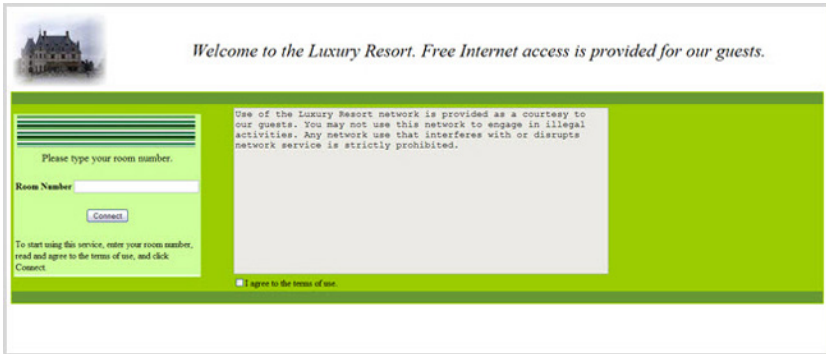 Welcome to the Luxury Resort. Free Internet access is provided for our guests.
Please type your room number.
Room Number
Connect
To start using this service, enter your room number,
read and agree to the terms of use, and click
Connect.
Use of the Luxury Resort network is provided as a courtesy to
our guests. You may not use this network to engage in illegal
activities. Any network use that interferes with or disrupts
network service is strictly prohibited.
I agree to the terms of use.